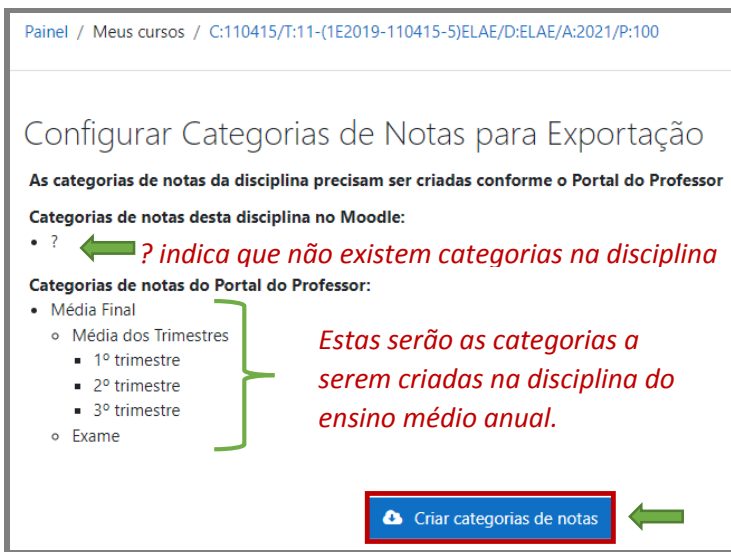 Painel / Meus cursos / C:110415/T:11-(1E2019-110415-5)ELAE/D:ELAE/A:2021/P:100
Configurar Categorias de Notas para Exportação
As categorias de notas da disciplina precisam ser criadas conforme o Portal do Professor
Categorias de notas desta disciplina no Moodle:
• ?
? indica que não existem categorias na disciplina
Categorias de notas do Portal do Professor:
• Média Final
○ Média dos Trimestres
▪ 1º trimestre
▪ 2º trimestre
▪ 3º trimestre
○ Exame
Estas serão as categorias a
serem criadas na disciplina do
ensino médio anual.
Criar categorias de notas